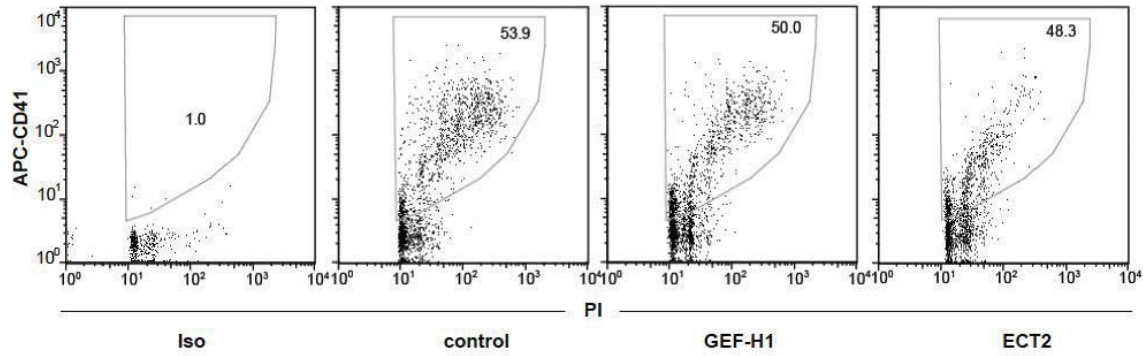 APC-CD41
10⁴
10³
10²
10¹
10⁰
1.0
53.9
50.0
48.3
10⁰ 10¹ 10² 10³ 10⁴
10⁰ 10¹ 10² 10³ 10⁴
10⁰ 10¹ 10² 10³ 10⁴
10⁰ 10¹ 10² 10³ 10⁴
PI
Iso
control
GEF-H1
ECT2